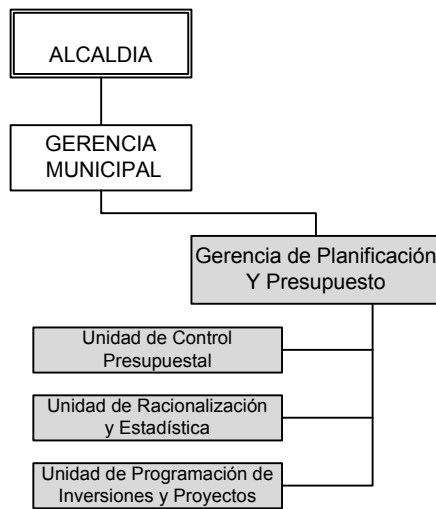 ALCALDIA
GERENCIA
MUNICIPAL
Gerencia de Planificación
Y Presupuesto
Unidad de Control
Presupuestal
Unidad de Racionalización
y Estadística
Unidad de Programación de
Inversiones y Proyectos